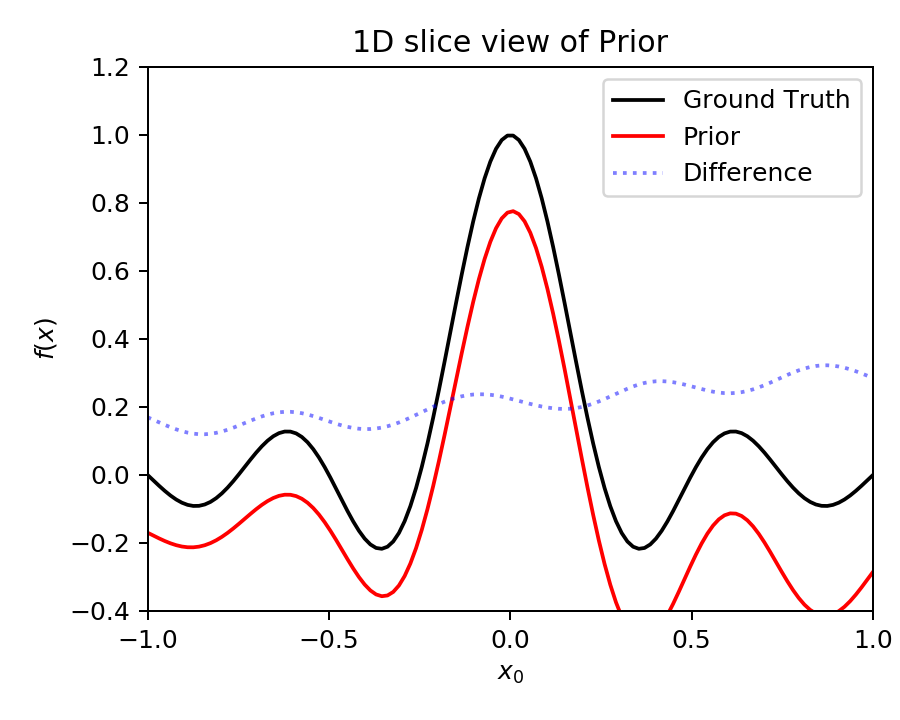 1D slice view of Prior
1.2
1.0
0.8
0.6
0.4
0.2
0.0
−0.2
−0.4
f(x)
Ground Truth
Prior
Difference
−1.0 −0.5 0.0 0.5 1.0
x₀